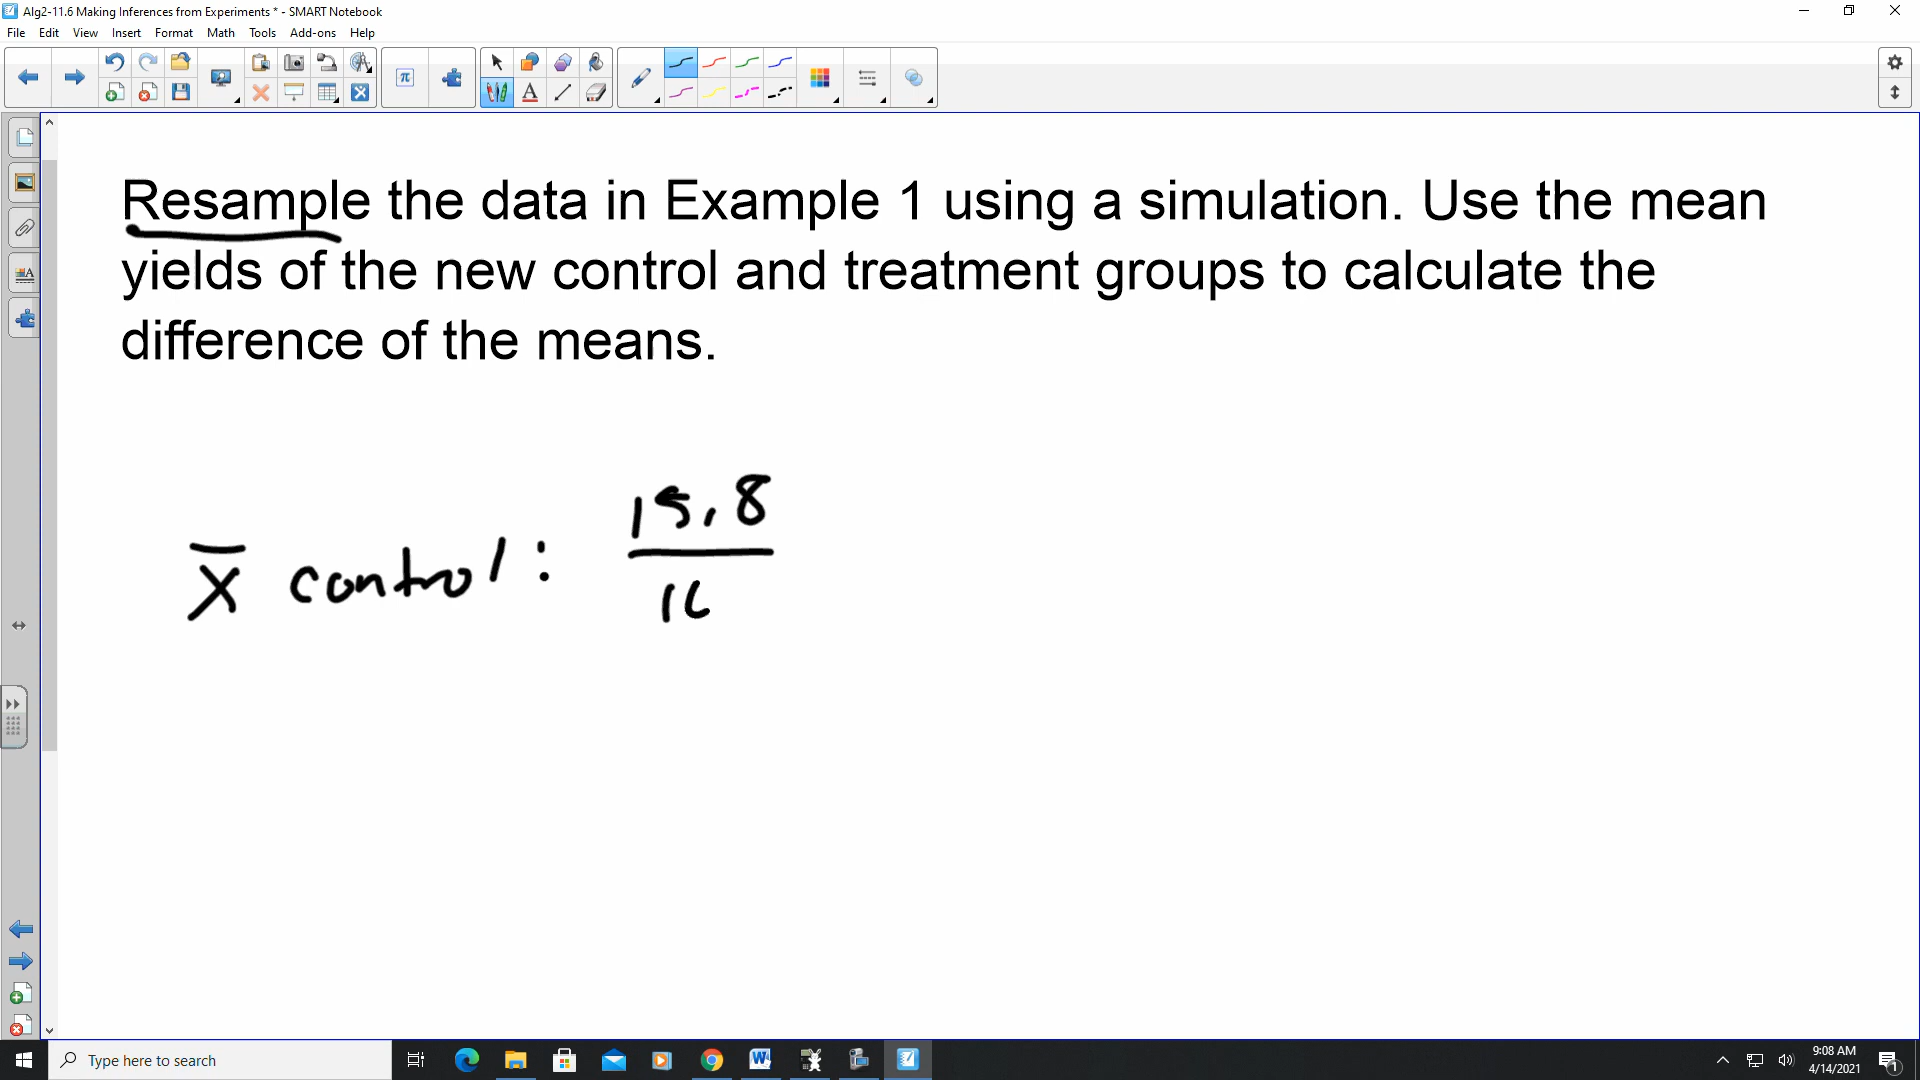 Alg2-11.6 Making Inferences from Experiments * - SMART Notebook
File Edit View Insert Format Math Tools Add-ons Help
Resample the data in Example 1 using a simulation. Use the mean
yields of the new control and treatment groups to calculate the
difference of the means.
15.8
x̄ control:
Type here to search
9:08 AM
4/14/2021
1